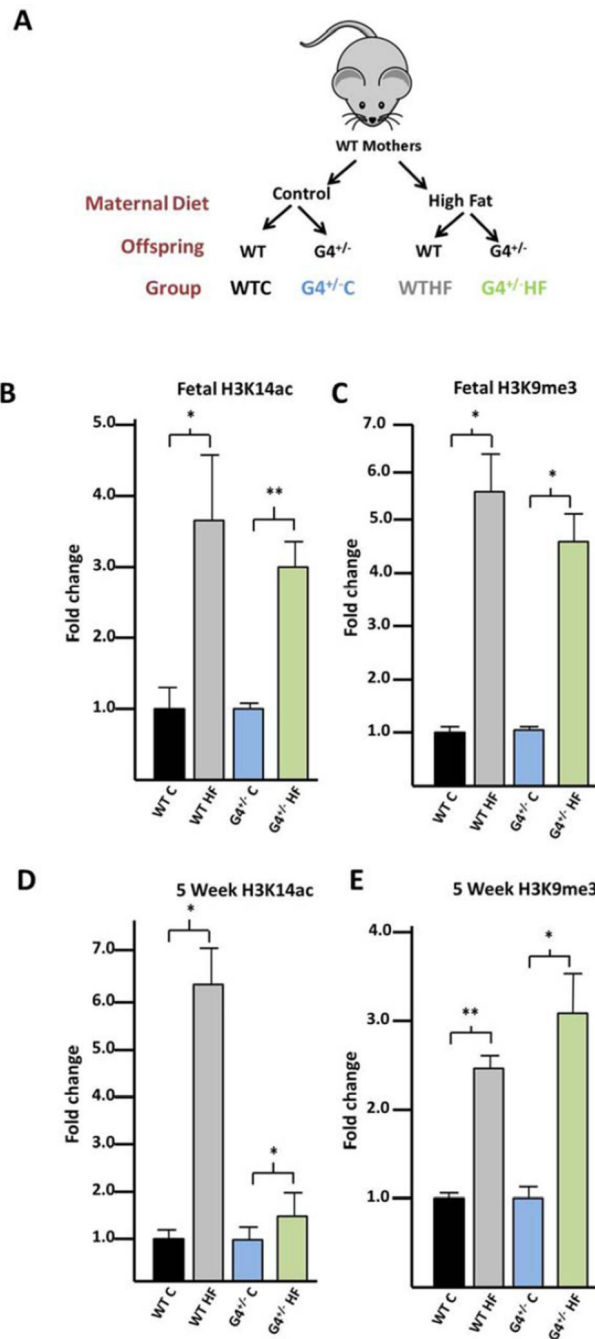 A
WT Mothers
Maternal Diet Control High Fat
Offspring WT G4+/- WT G4+/-
Group WTC G4+/-C WTHF G4+/-HF
B
Fetal H3K14ac
Fold change
5.0
4.0
3.0
2.0
1.0
*
**
WT C
WT HF
G4+/- C
G4+/- HF
C
Fetal H3K9me3
Fold change
7.0
6.0
5.0
4.0
3.0
2.0
1.0
*
*
WT C
WT HF
G4+/- C
G4+/- HF
D
5 Week H3K14ac
Fold change
7.0
6.0
5.0
4.0
3.0
2.0
1.0
*
*
WT C
WT HF
G4+/- C
G4+/- HF
E
5 Week H3K9me3
Fold change
4.0
3.0
2.0
1.0
**
*
WT C
WT HF
G4+/- C
G4+/- HF